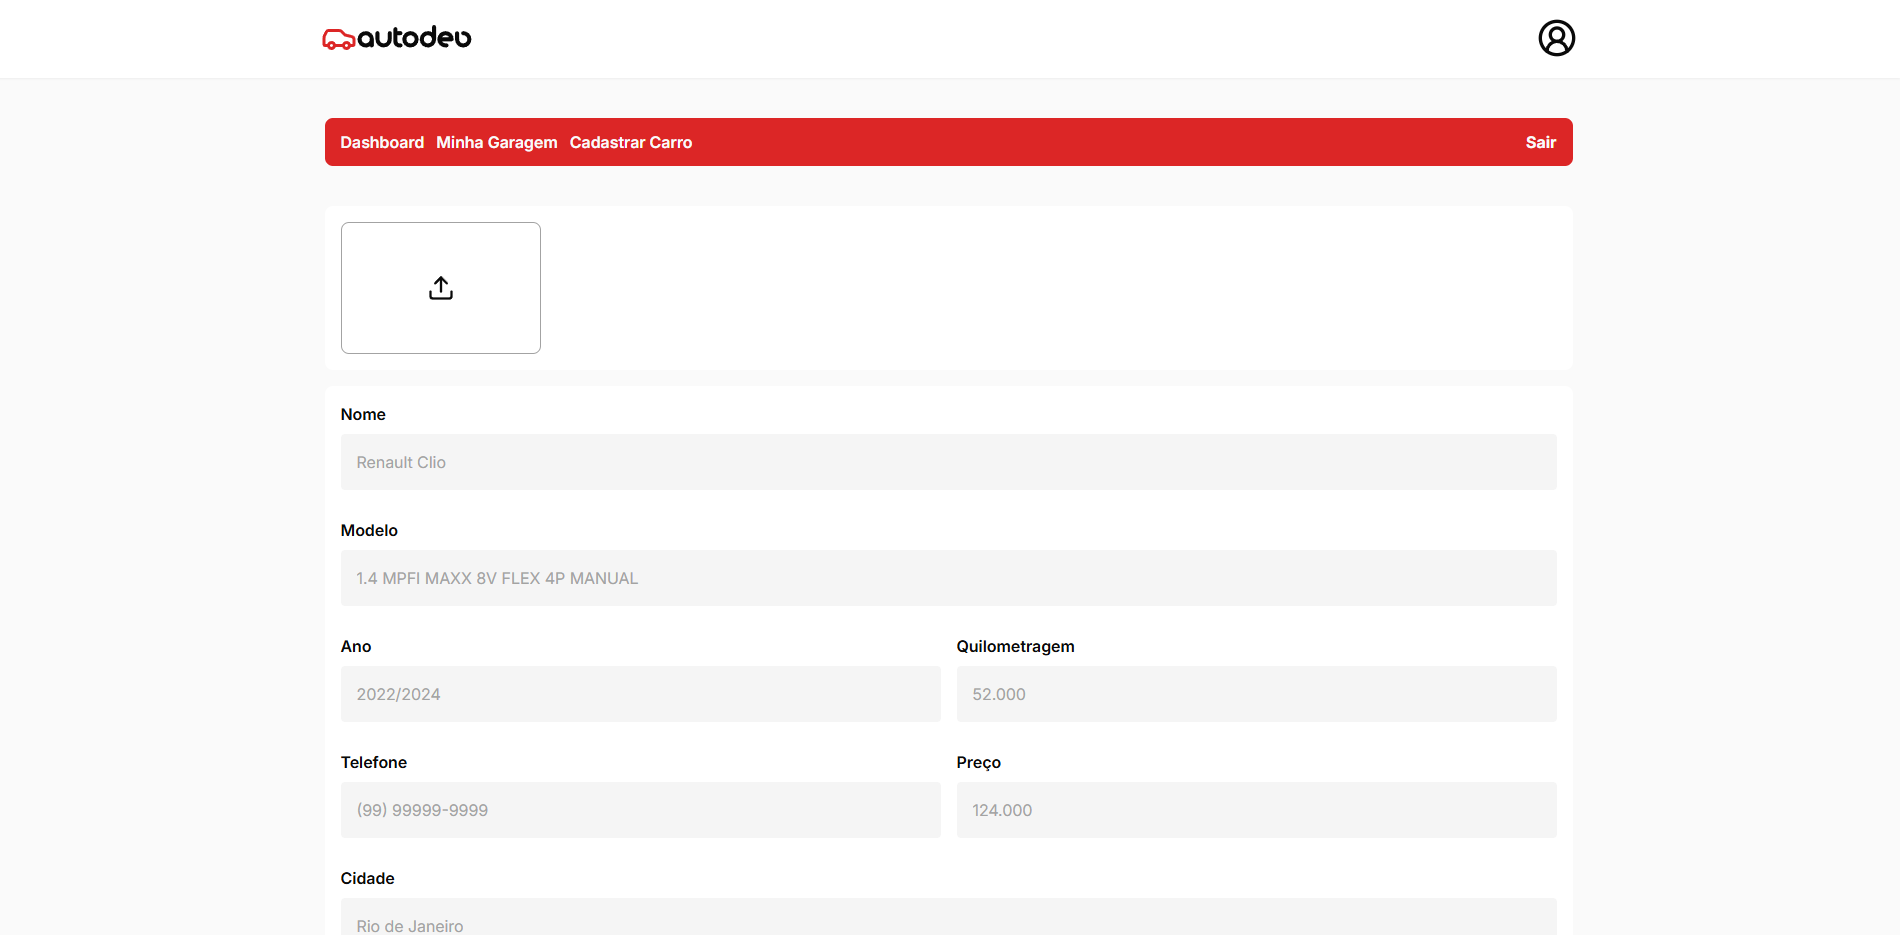 autodev
Dashboard Minha Garagem Cadastrar Carro Sair
Nome
Renault Clio
Modelo
1.4 MPFI MAXX 8V FLEX 4P MANUAL
Ano Quilometragem
2022/2024 52.000
Telefone Preço
(99) 99999-9999 124.000
Cidade
Rio de Janeiro